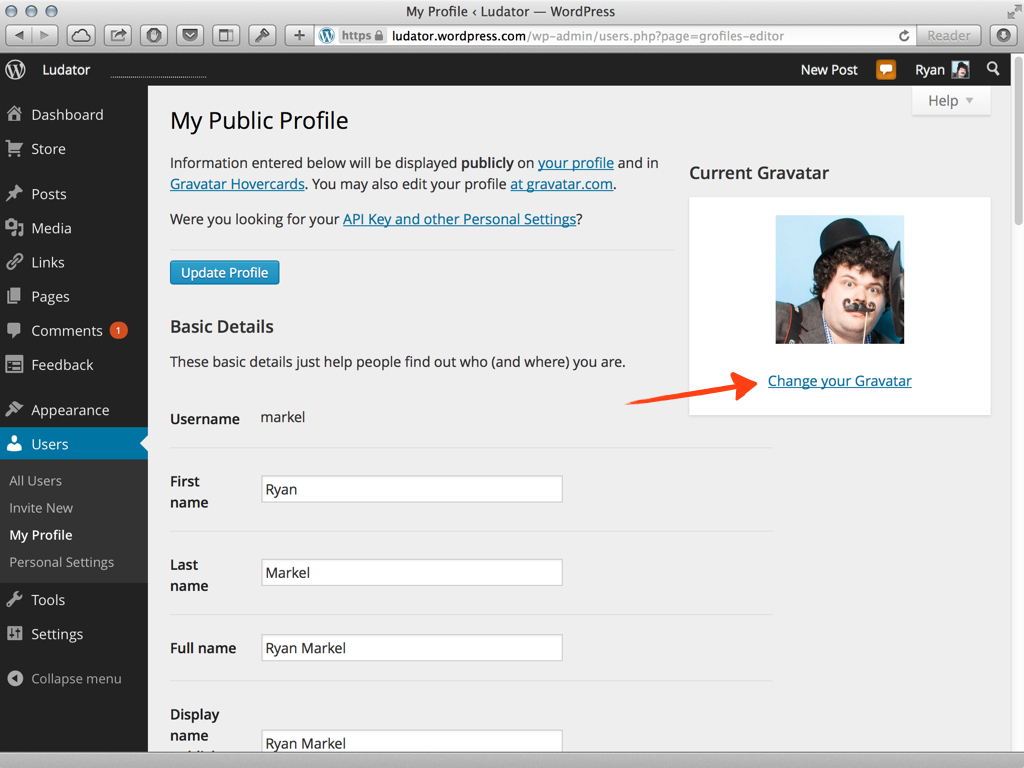 My Profile ‹ Ludator — WordPress
https ludator.wordpress.com/wp-admin/users.php?page=grofiles-editor
Reader
Ludator
New Post
Ryan
Help
Dashboard
Store
Posts
Media
Links
Pages
Comments 1
Feedback
Appearance
Users
All Users
Invite New
My Profile
Personal Settings
Tools
Settings
Collapse menu
My Public Profile
Information entered below will be displayed publicly on your profile and in
Gravatar Hovercards. You may also edit your profile at gravatar.com.
Were you looking for your API Key and other Personal Settings?
Update Profile
Basic Details
These basic details just help people find out who (and where) you are.
Username markel
First
name
Ryan
Last
name
Markel
Full name Ryan Markel
Display
name
Ryan Markel
Current Gravatar
Change your Gravatar